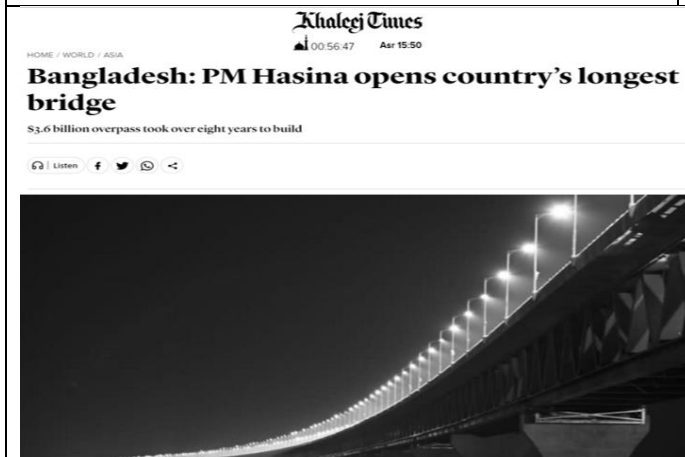 Khaleej Times
00:56:47 Asr 15:50
HOME / WORLD / ASIA
Bangladesh: PM Hasina opens country's longest
bridge
$3.6 billion overpass took over eight years to build
Listen